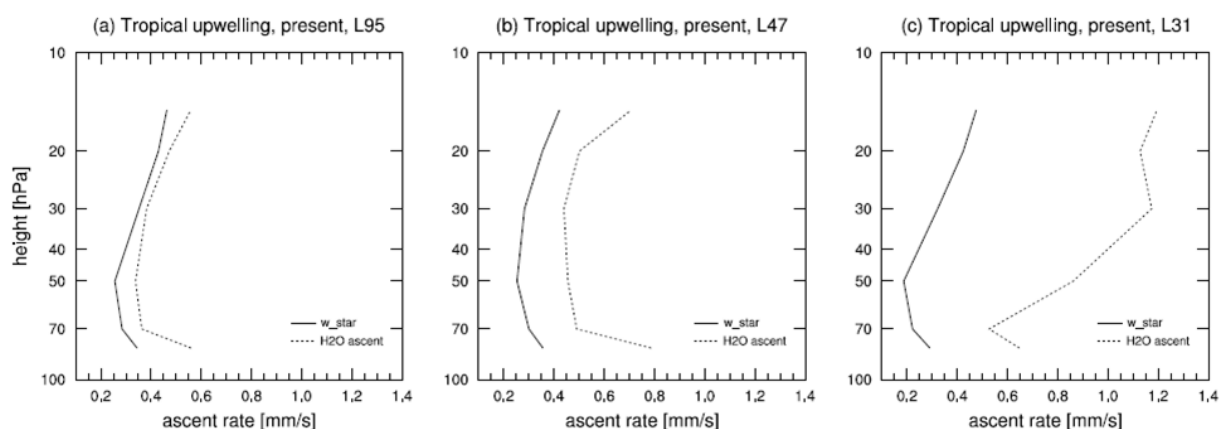 (a) Tropical upwelling, present, L95
(b) Tropical upwelling, present, L47
(c) Tropical upwelling, present, L31
height [hPa]
10
20
30
40
50
70
100
w_star
H2O ascent
0,2 0,4 0,6 0,8 1,0 1,2 1,4
ascent rate [mm/s]
10
20
30
40
50
70
100
w_star
H2O ascent
0,2 0,4 0,6 0,8 1,0 1,2 1,4
ascent rate [mm/s]
10
20
30
40
50
70
100
w_star
H2O ascent
0,2 0,4 0,6 0,8 1,0 1,2 1,4
ascent rate [mm/s]